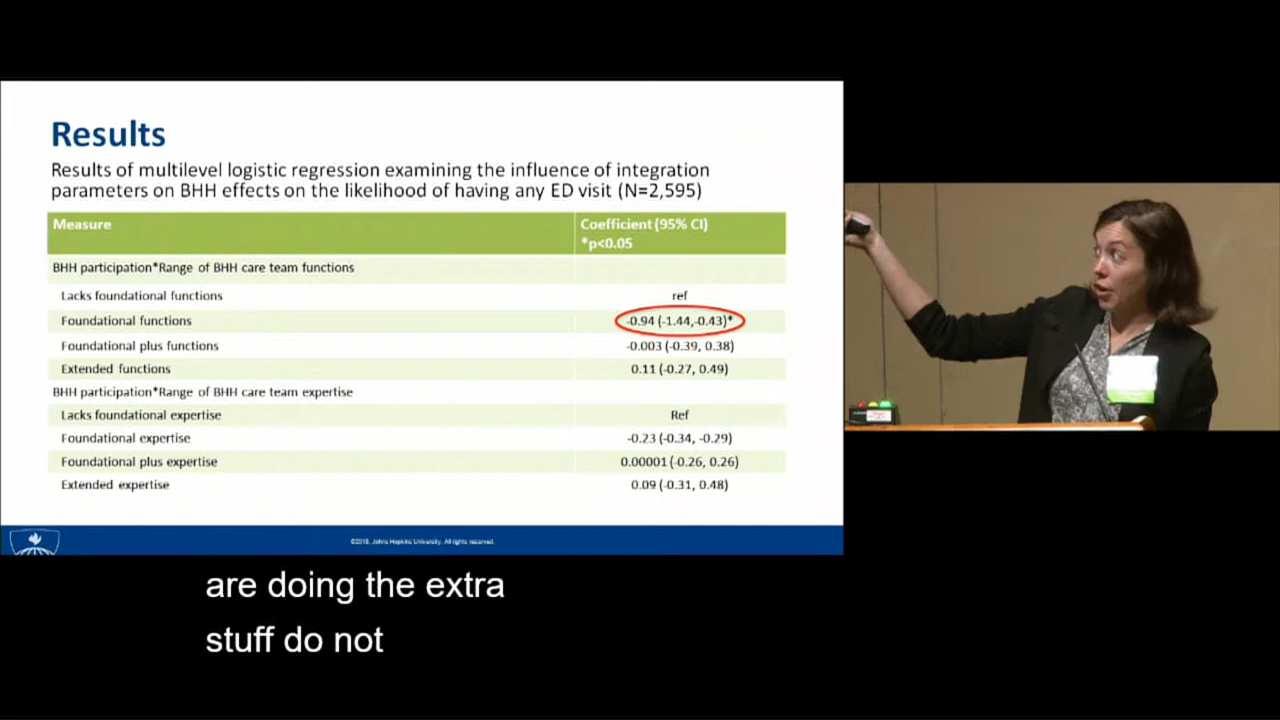 Results
Results of multilevel logistic regression examining the influence of integration
parameters on BHH effects on the likelihood of having any ED visit (N=2,595)
Measure Coefficient (95% CI)
*p<0.05
BHH participation*Range of BHH care team functions
Lacks foundational functions ref
Foundational functions -0.94 (-1.44,-0.43)*
Foundational plus functions -0.003 (-0.39, 0.38)
Extended functions 0.11 (-0.27, 0.49)
BHH participation*Range of BHH care team expertise
Lacks foundational expertise Ref
Foundational expertise -0.23 (-0.34, -0.29)
Foundational plus expertise 0.00001 (-0.26, 0.26)
Extended expertise 0.09 (-0.31, 0.48)
©2018, Johns Hopkins University. All rights reserved.
are doing the extra
stuff do not